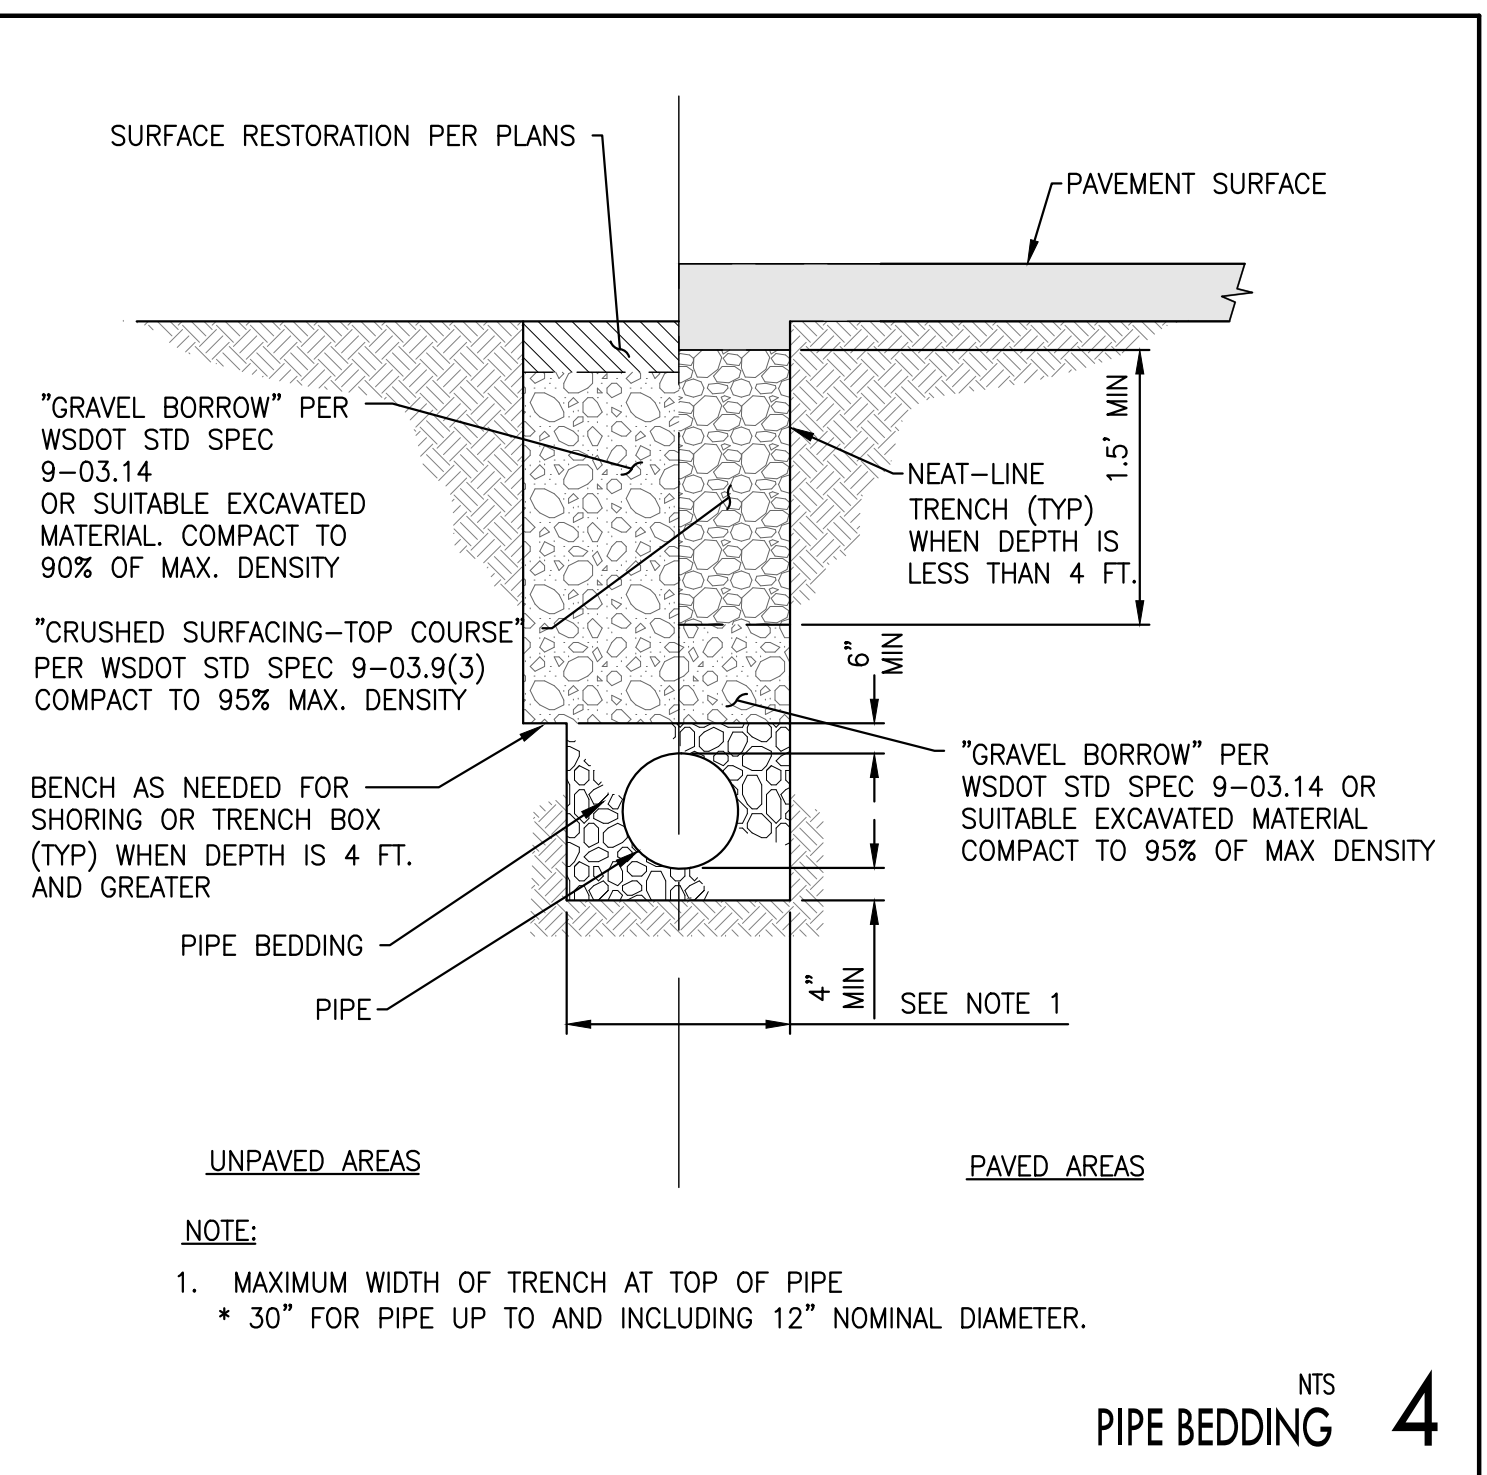 SURFACE RESTORATION PER PLANS
PAVEMENT SURFACE
"GRAVEL BORROW" PER
WSDOT STD SPEC
9-03.14
OR SUITABLE EXCAVATED
MATERIAL. COMPACT TO
90% OF MAX. DENSITY
1.5' MIN
NEAT-LINE
TRENCH (TYP)
WHEN DEPTH IS
LESS THAN 4 FT.
"CRUSHED SURFACING-TOP COURSE"
PER WSDOT STD SPEC 9-03.9(3)
COMPACT TO 95% MAX. DENSITY
6"
MIN
"GRAVEL BORROW" PER
WSDOT STD SPEC 9-03.14 OR
SUITABLE EXCAVATED MATERIAL
COMPACT TO 95% OF MAX DENSITY
BENCH AS NEEDED FOR
SHORING OR TRENCH BOX
(TYP) WHEN DEPTH IS 4 FT.
AND GREATER
PIPE BEDDING
PIPE
4"
MIN
SEE NOTE 1
UNPAVED AREAS
PAVED AREAS
NOTE:
1. MAXIMUM WIDTH OF TRENCH AT TOP OF PIPE
* 30" FOR PIPE UP TO AND INCLUDING 12" NOMINAL DIAMETER.
NTS
PIPE BEDDING 4